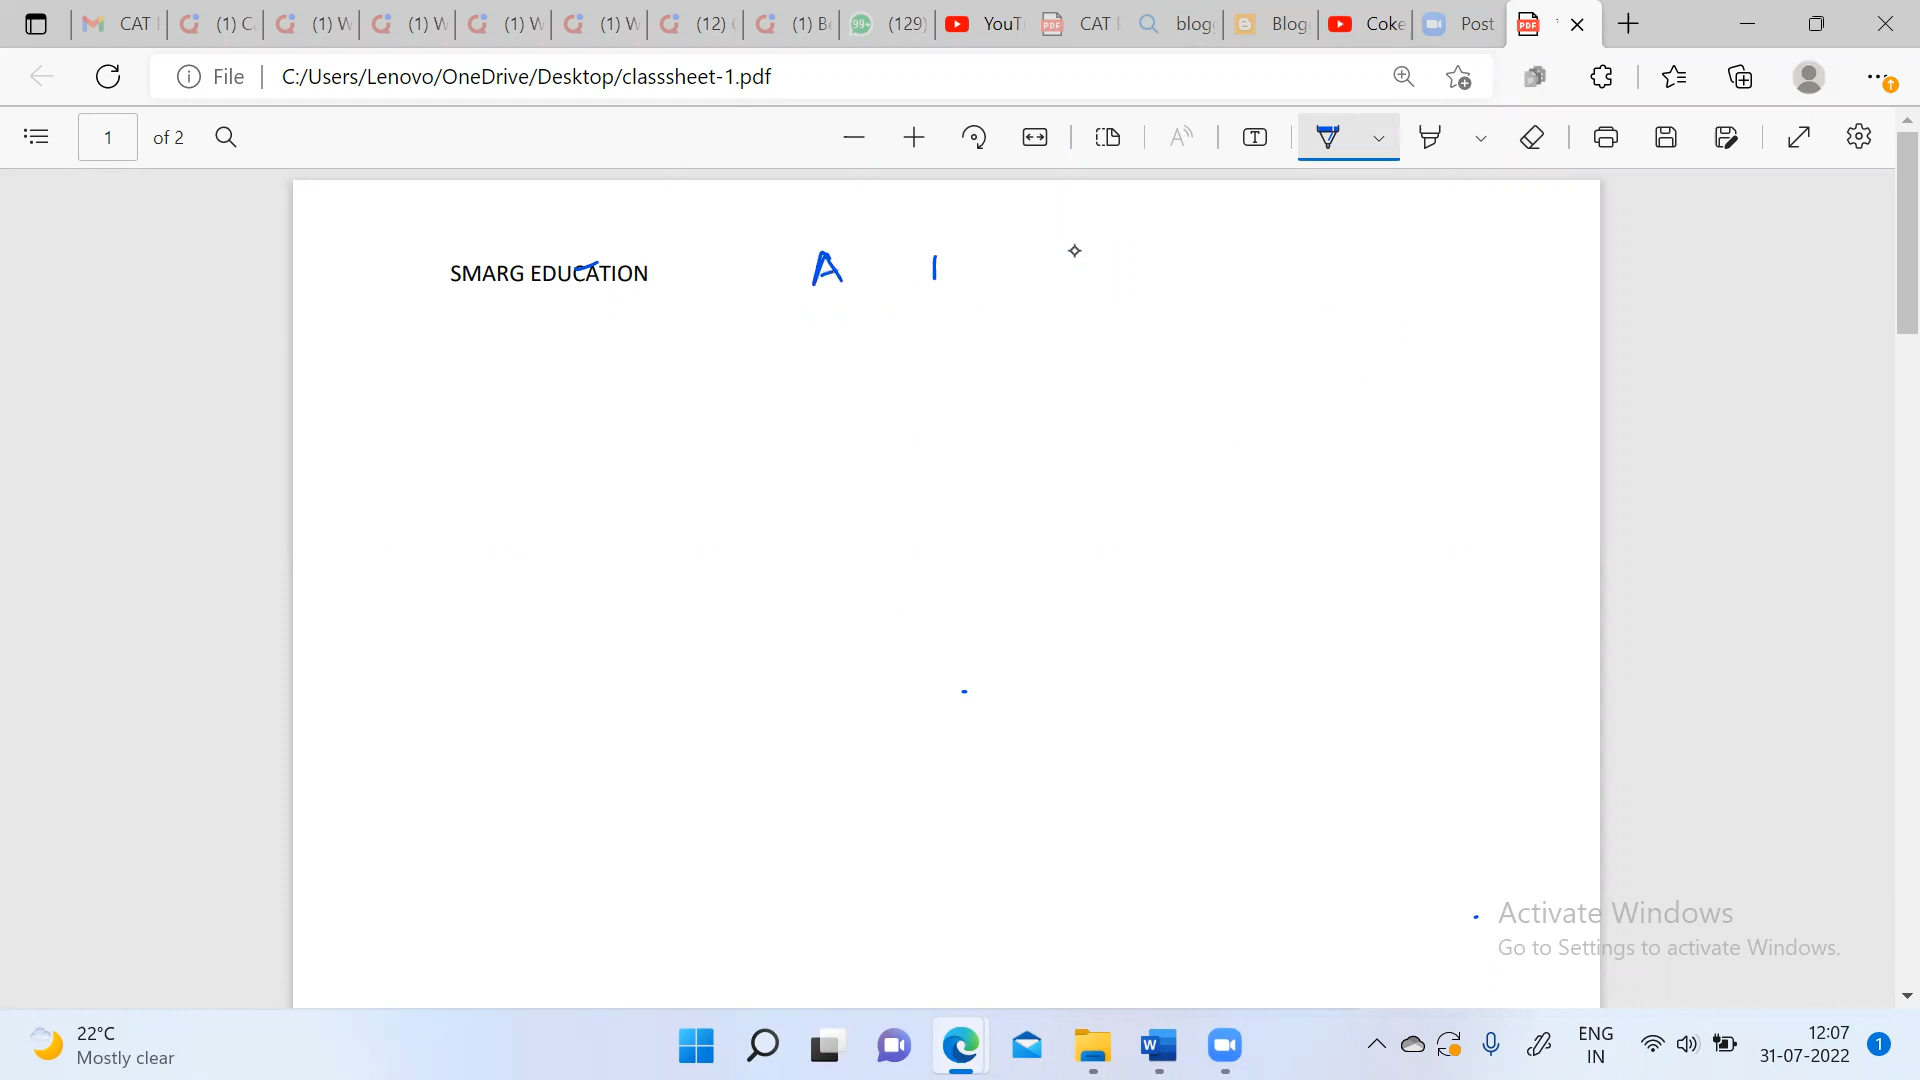 CAT (1) C (1) W (1) W (1) W (1) W (12) (1) Be 99+ (129) YouT CAT blog Blog Coke Post
File C:/Users/Lenovo/OneDrive/Desktop/classsheet-1.pdf
1 of 2
SMARG EDUCATION A I
Activate Windows
Go to Settings to activate Windows.
22°C
Mostly clear
ENG
IN
12:07
31-07-2022
1